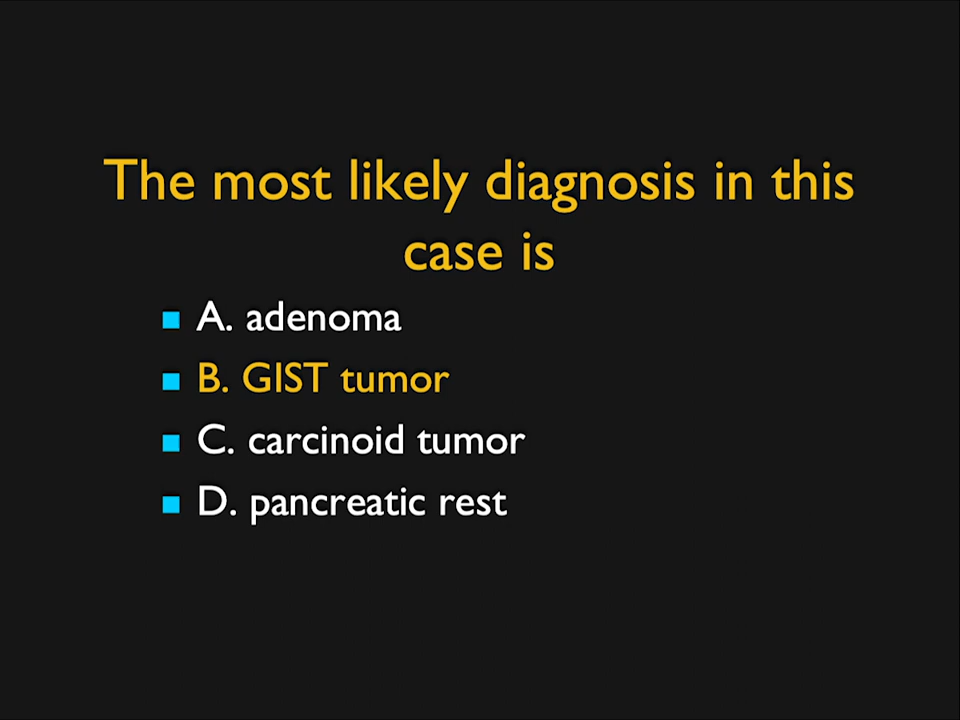 The most likely diagnosis in this
case is
A. adenoma
B. GIST tumor
C. carcinoid tumor
D. pancreatic rest